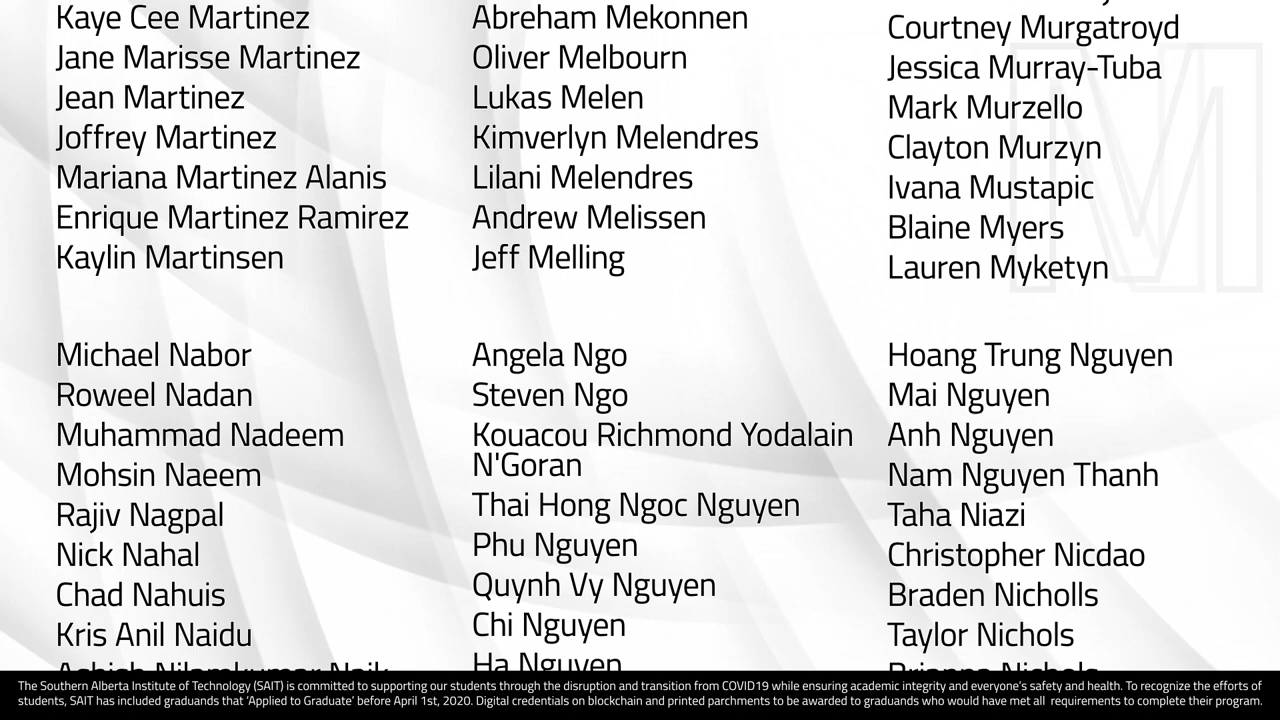 Kaye Cee Martinez
Jane Marisse Martinez
Jean Martinez
Joffrey Martinez
Mariana Martinez Alanis
Enrique Martinez Ramirez
Kaylin Martinsen
Abreham Mekonnen
Oliver Melbourn
Lukas Melen
Kimverlyn Melendres
Lilani Melendres
Andrew Melissen
Jeff Melling
Courtney Murgatroyd
Jessica Murray-Tuba
Mark Murzello
Clayton Murzyn
Ivana Mustapic
Blaine Myers
Lauren Myketyn
M
Michael Nabor
Roweel Nadan
Muhammad Nadeem
Mohsin Naeem
Rajiv Nagpal
Nick Nahal
Chad Nahuis
Kris Anil Naidu
Ashish Nilamkumar Naik
Angela Ngo
Steven Ngo
Kouacou Richmond Yodalain
N'Goran
Thai Hong Ngoc Nguyen
Phu Nguyen
Quynh Vy Nguyen
Chi Nguyen
Ha Nguyen
Hoang Trung Nguyen
Mai Nguyen
Anh Nguyen
Nam Nguyen Thanh
Taha Niazi
Christopher Nicdao
Braden Nicholls
Taylor Nichols
Brianna Nichols
The Southern Alberta Institute of Technology (SAIT) is committed to supporting our students through the disruption and transition from COVID19 while ensuring academic integrity and everyone's safety and health. To recognize the efforts of
students, SAIT has included graduands that 'Applied to Graduate' before April 1st, 2020. Digital credentials on blockchain and printed parchments to be awarded to graduands who would have met all requirements to complete their program.